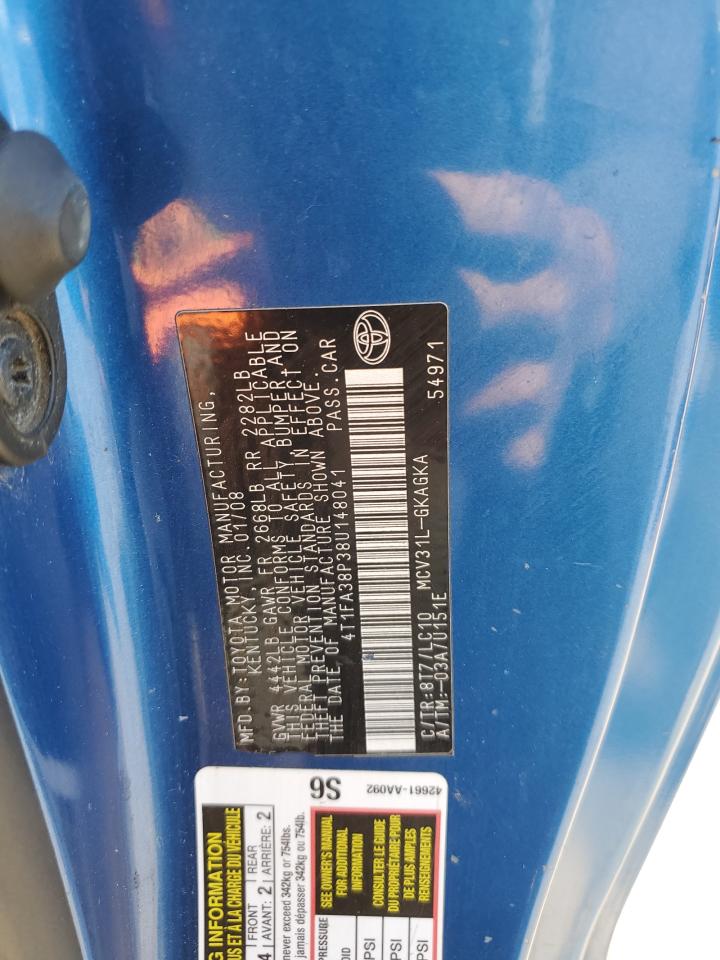 MFD.BY:TOYOTA MOTOR MANUFACTURING,
KENTUCKY, INC. 01/08
GVWR 4442LB GAWR FR 2668LB RR 2282LB
THIS VEHICLE CONFORMS TO ALL APPLICABLE
FEDERAL MOTOR VEHICLE SAFETY, BUMPER, AND
THEFT PREVENTION STANDARDS IN EFFECT ON
THE DATE OF MANUFACTURE SHOWN ABOVE.
4T1FA38P38U148041 PASS.CAR
C/TR:8T7/LC10 MCV31L-GKAGKA
A/TM:-03A/U151E 54971
S6
42661-AA092
INFORMATION
ET À LA CHARGE DU VÉHICULE
4 FRONT 2 REAR 2
AVANT: ARRIÈRE:
never exceed 342kg or 754lbs.
jamais dépasser 342kg ou 754lb.
PRESSURE
SEE OWNER'S MANUAL
FOR ADDITIONAL
INFORMATION
PSI
CONSULTER LE GUIDE
DU PROPRIÉTAIRE POUR
DE PLUS AMPLES
RENSEIGNEMENTS
PSI
PSI